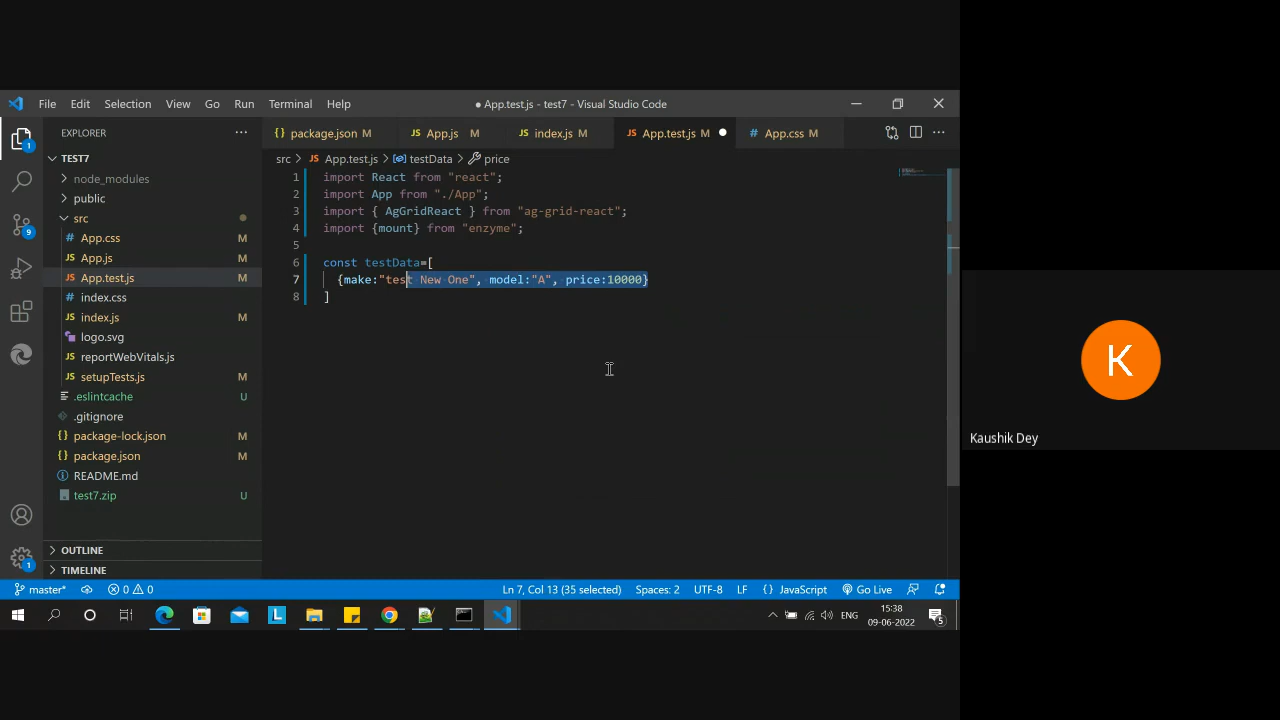 File Edit Selection View Go Run Terminal Help
● App.test.js - test7 - Visual Studio Code
EXPLORER
TEST7
node_modules
public
src
App.css M
App.js M
App.test.js M
index.css M
index.js M
logo.svg
reportWebVitals.js
setupTests.js M
.eslintcache U
.gitignore
package-lock.json M
package.json M
README.md
test7.zip U
OUTLINE
TIMELINE
1
9
1
package.json M App.js M index.js M App.test.js M App.css M
src > App.test.js > testData > price
1 import React from "react";
2 import App from "./App";
3 import { AgGridReact } from "ag-grid-react";
4 import {mount} from "enzyme";
5
6 const testData=[
7 {make:"test New One", model:"A", price:10000}
8 ]
master* 0 0 Ln 7, Col 13 (35 selected) Spaces: 2 UTF-8 LF {} JavaScript Go Live
L ENG 15:38
09-06-2022 5
K
Kaushik Dey